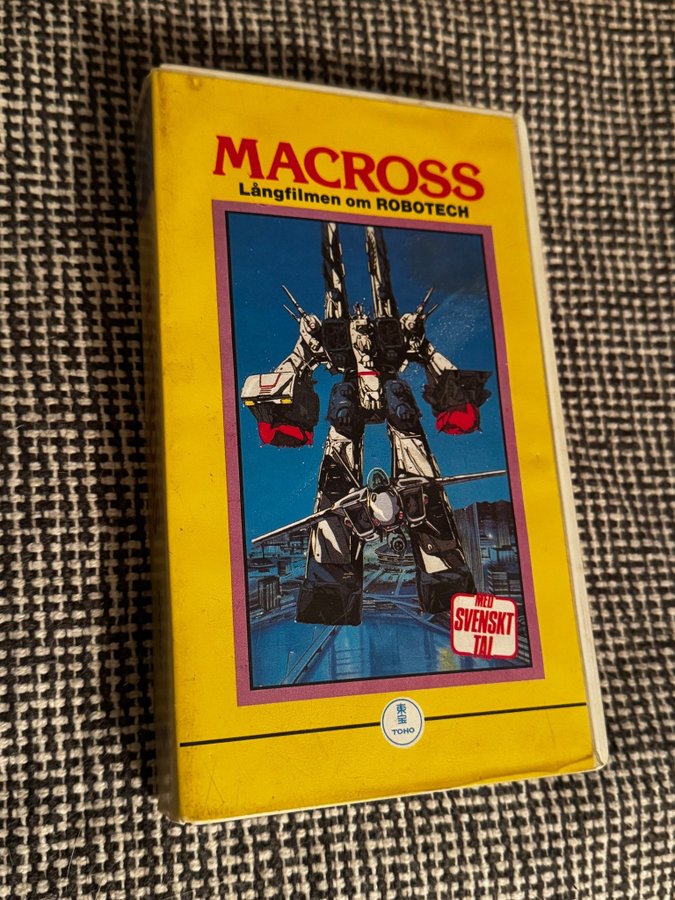 MACROSS
Långfilmen om ROBOTECH
MED
SVENSKT
TAL
東宝
TOHO